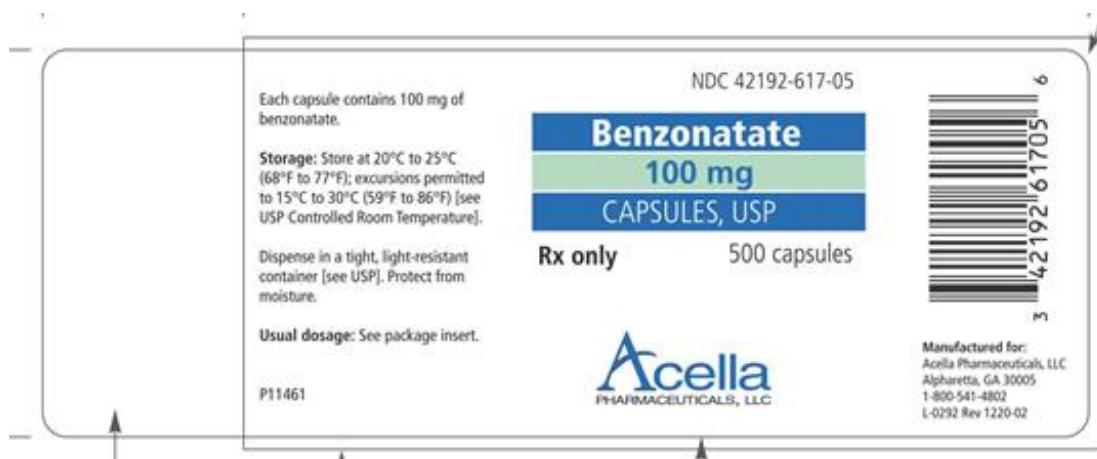 Each capsule contains 100 mg of
benzonatate.
Storage: Store at 20°C to 25°C
(68°F to 77°F); excursions permitted
to 15°C to 30°C (59°F to 86°F) [see
USP Controlled Room Temperature].
Dispense in a tight, light-resistant
container [see USP]. Protect from
moisture.
Usual dosage: See package insert.
P11461
NDC 42192-617-05
Benzonatate
100 mg
CAPSULES, USP
Rx only
500 capsules
Acella
PHARMACEUTICALS, LLC
3 42192 61705 6
Manufactured for:
Acella Pharmaceuticals, LLC
Alpharetta, GA 30005
1-800-541-4802
L-0292 Rev 1220-02